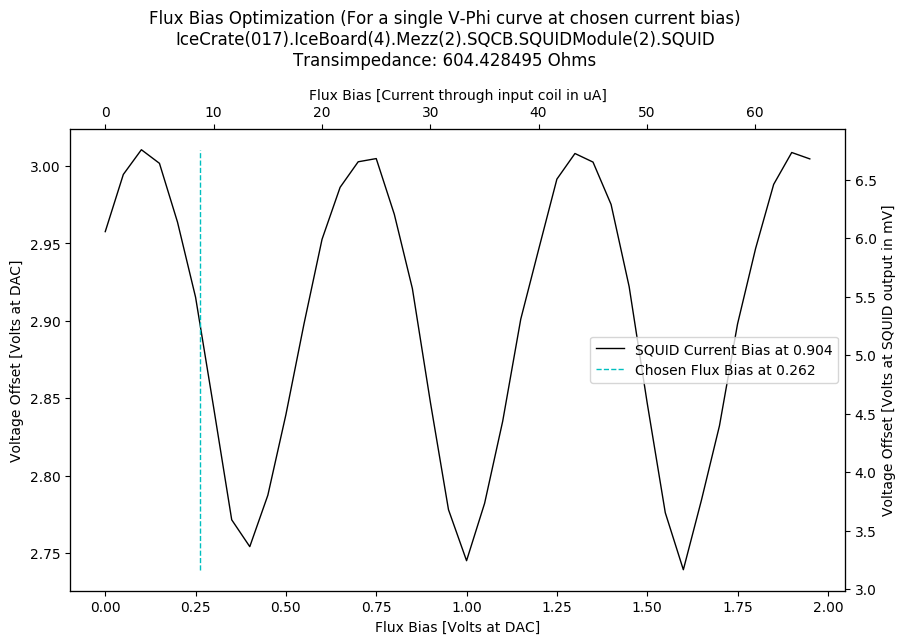 Flux Bias Optimization (For a single V-Phi curve at chosen current bias)
IceCrate(017).IceBoard(4).Mezz(2).SQCB.SQUIDModule(2).SQUID
Transimpedance: 604.428495 Ohms
Flux Bias [Current through input coil in uA]
0 10 20 30 40 50 60
Voltage Offset [Volts at DAC]
3.00
2.95
2.90
2.85
2.80
2.75
6.5
6.0
5.5
5.0
4.5
4.0
3.5
3.0
Voltage Offset [Volts at SQUID output in mV]
SQUID Current Bias at 0.904
Chosen Flux Bias at 0.262
0.00 0.25 0.50 0.75 1.00 1.25 1.50 1.75 2.00
Flux Bias [Volts at DAC]